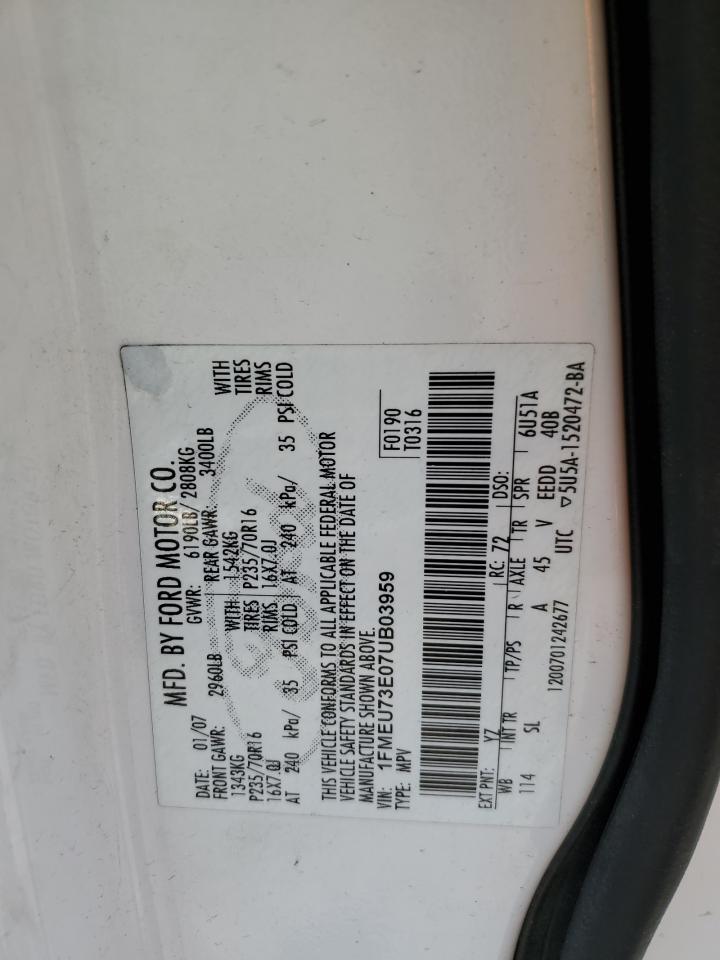 MFD. BY FORD MOTOR CO.
DATE: 01/07 GVWR: 6190LB/2808KG
FRONT GAWR: 2960LB REAR GAWR: 3400LB
1343KG WITH 1542KG WITH
P235/70R16 TIRES P235/70R16 TIRES
16X7.0J RIMS 16X7.0J RIMS
AT 240 kPa/ 35 PSI COLD AT 240 kPa/ 35 PSI COLD
THIS VEHICLE CONFORMS TO ALL APPLICABLE FEDERAL MOTOR
VEHICLE SAFETY STANDARDS IN EFFECT ON THE DATE OF
MANUFACTURE SHOWN ABOVE.
VIN: 1FMEU73E07UB03959 F0190
TYPE: MPV T0316
EXT PNT: YZ RC: 72 DSO:
WB INT TR TP/PS R AXLE TR SPR 6U51A
114 SL A 45 V EEDD 40B
1200701242677 UTC ▽5U5A-1520472-BA